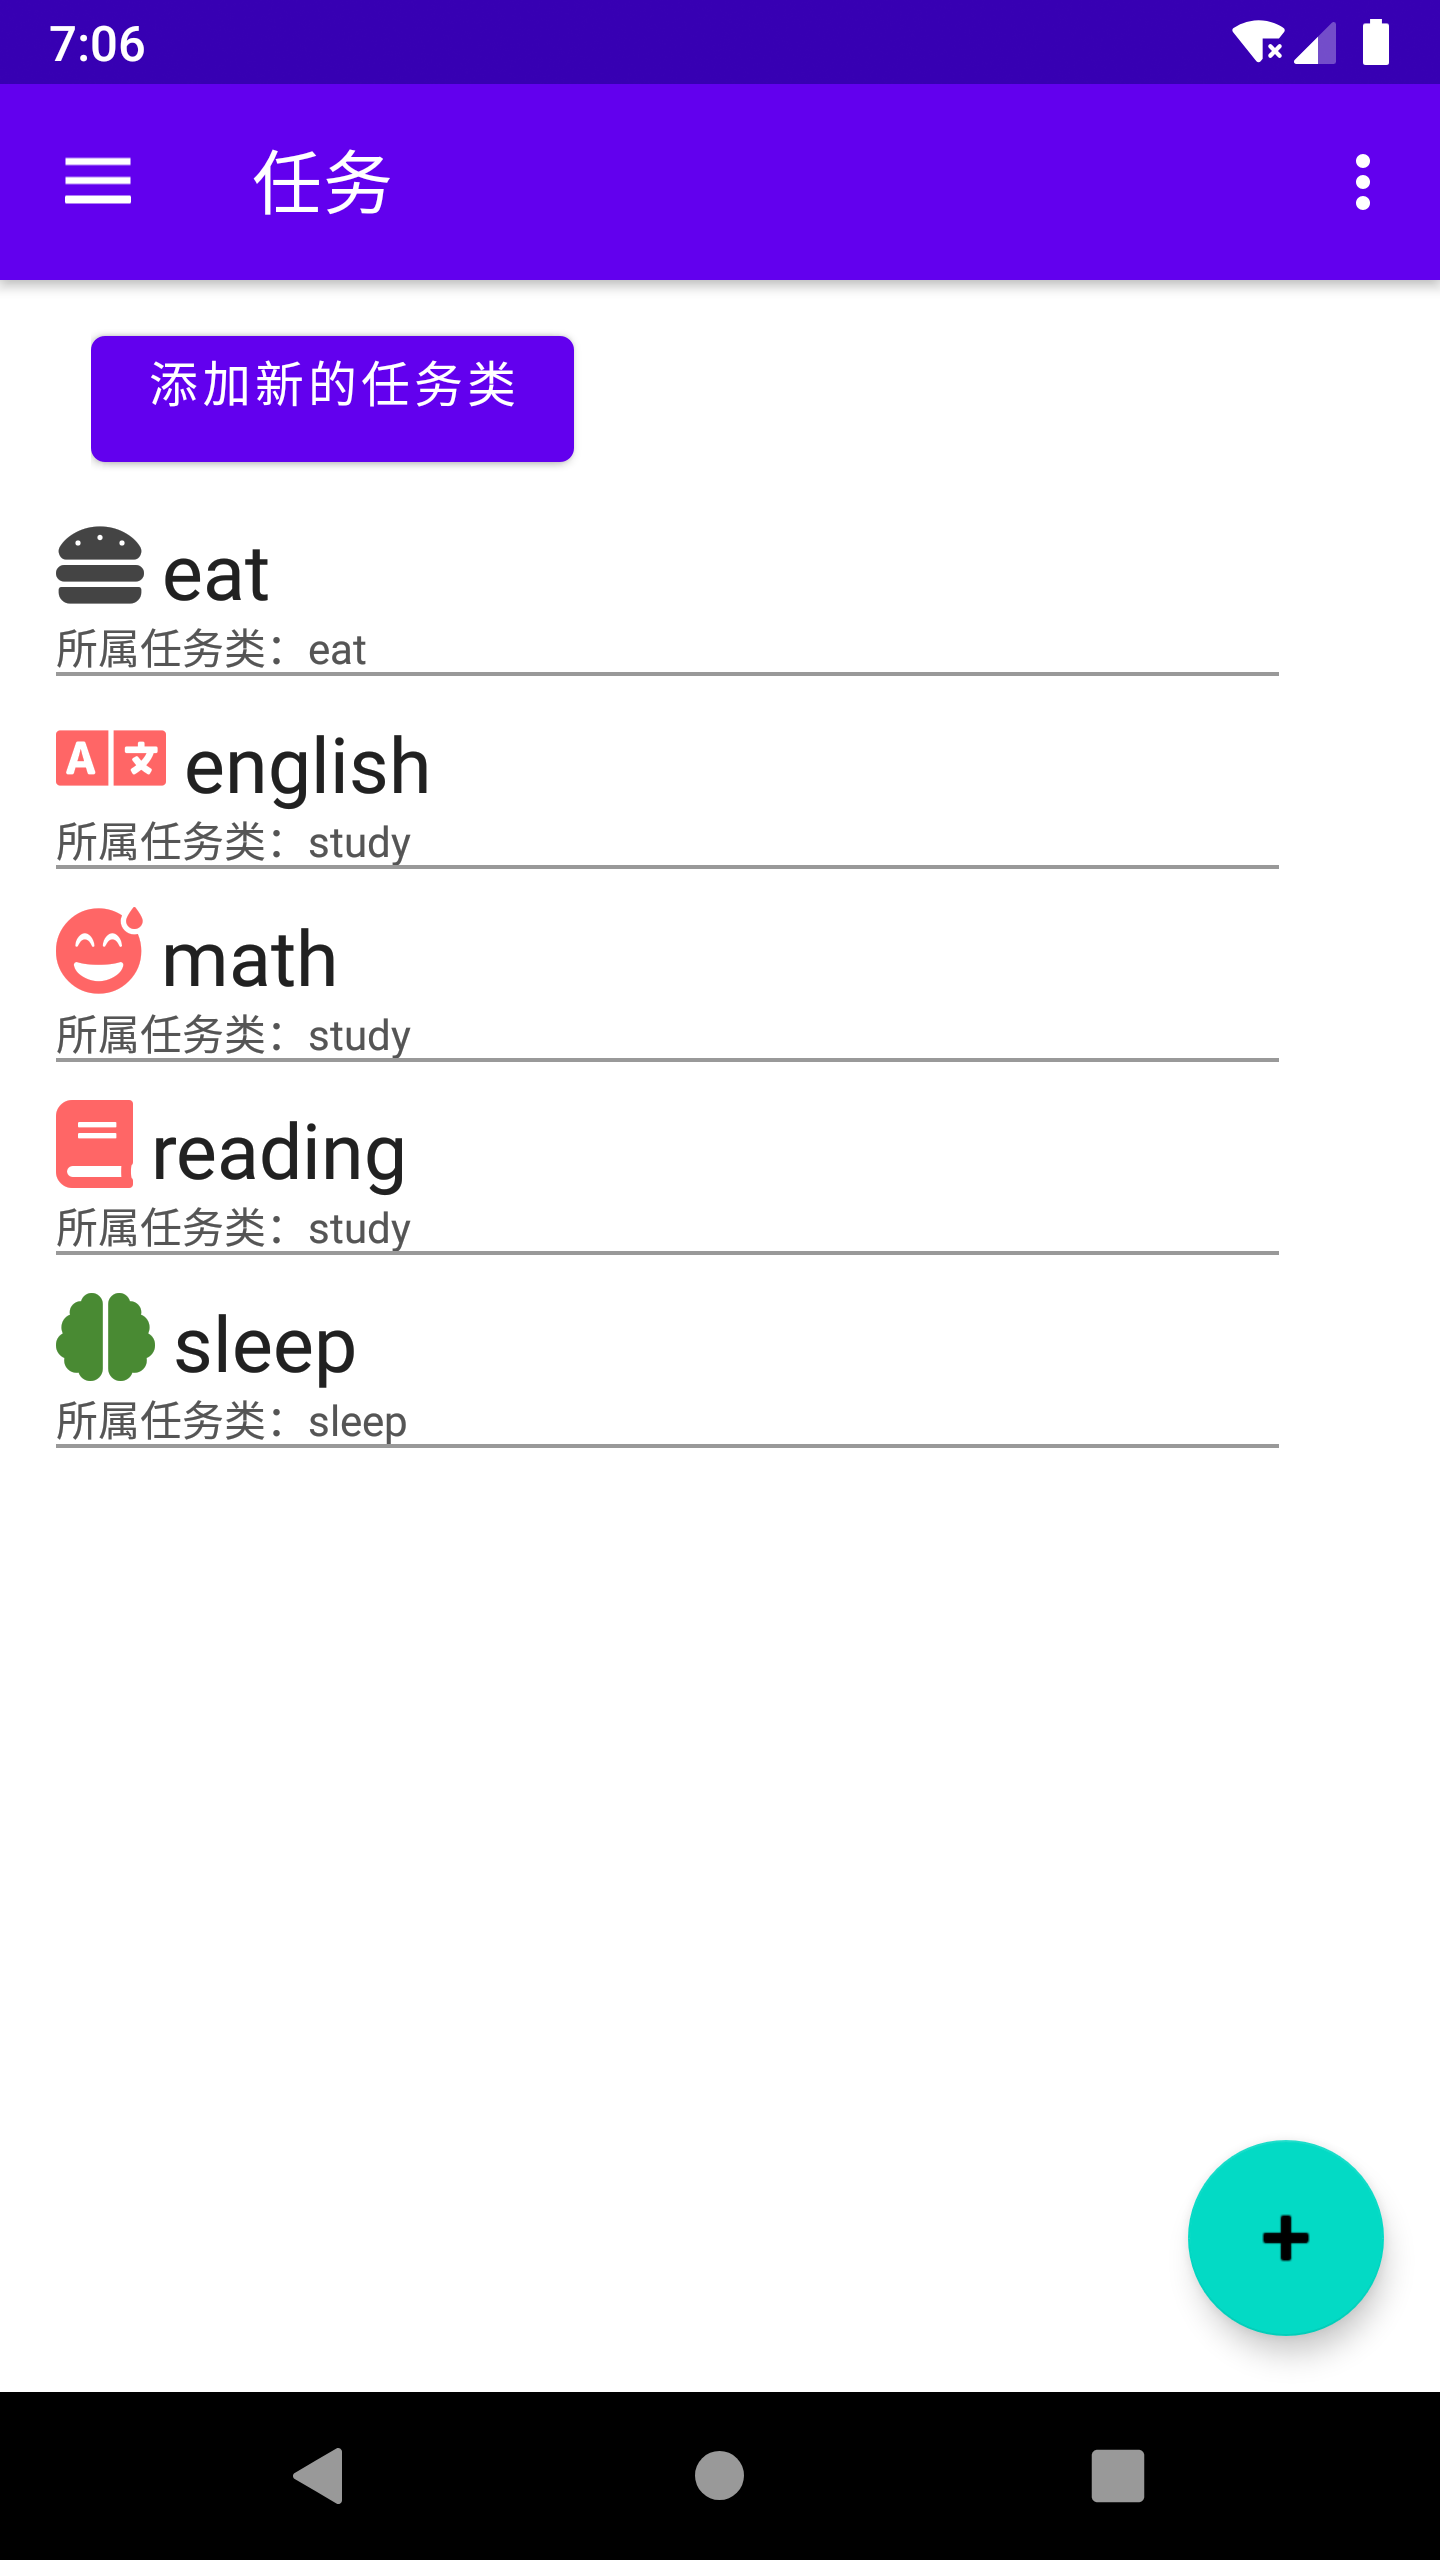 7:06
任务
添加新的任务类
eat
所属任务类：eat
A 文 english
所属任务类：study
math
所属任务类：study
reading
所属任务类：study
sleep
所属任务类：sleep